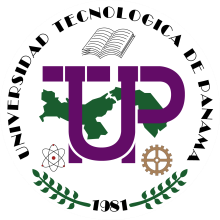 UNIVERSIDAD TECNOLOGICA DE PANAMA
UTP
1981